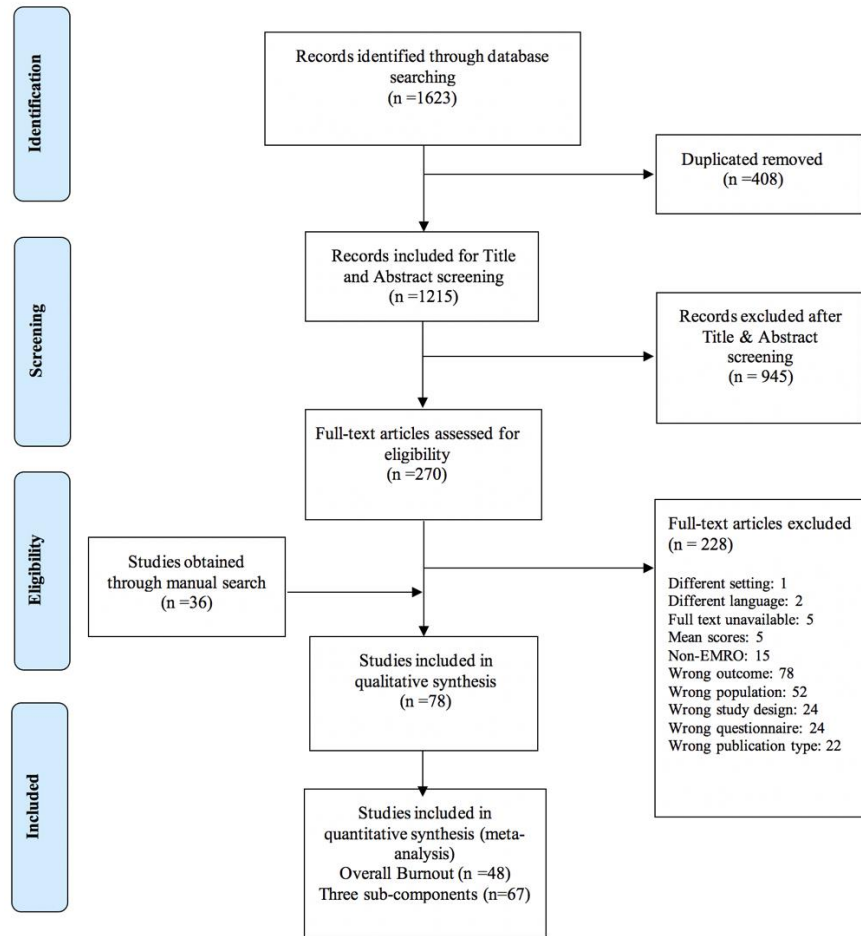 Identification
Records identified through database
searching
(n =1623)
Duplicated removed
(n =408)
Screening
Records included for Title
and Abstract screening
(n =1215)
Records excluded after
Title & Abstract
screening
(n = 945)
Full-text articles assessed for
eligibility
(n =270)
Eligibility
Studies obtained
through manual search
(n =36)
Full-text articles excluded
(n = 228)
Different setting: 1
Different language: 2
Full text unavailable: 5
Mean scores: 5
Non-EMRO: 15
Wrong outcome: 78
Wrong population: 52
Wrong study design: 24
Wrong questionnaire: 24
Wrong publication type: 22
Studies included in
qualitative synthesis
(n =78)
Included
Studies included in
quantitative synthesis (meta-
analysis)
Overall Burnout (n =48)
Three sub-components (n=67)